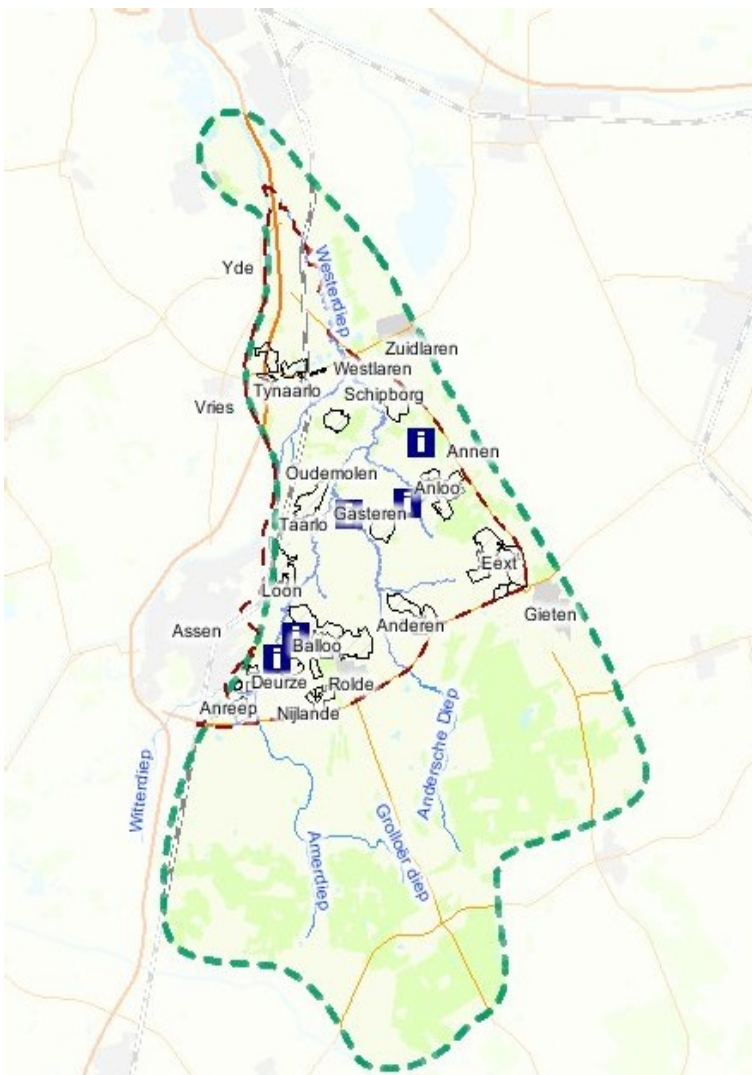 Yde
Westerdiep
Zuidlaren
Westlaren
Tynaarlo
Schipborg
Vries
i
Annen
Oudemolen
Anloo
i
Gasteren
Taarlo
Eext
Loon
Gieten
Anderen
Assen
i
Balloo
i
Deurze
Rolde
Anreep
Nijlande
Witterdiep
Andersche Diep
Grolloër diep
Amerdiep